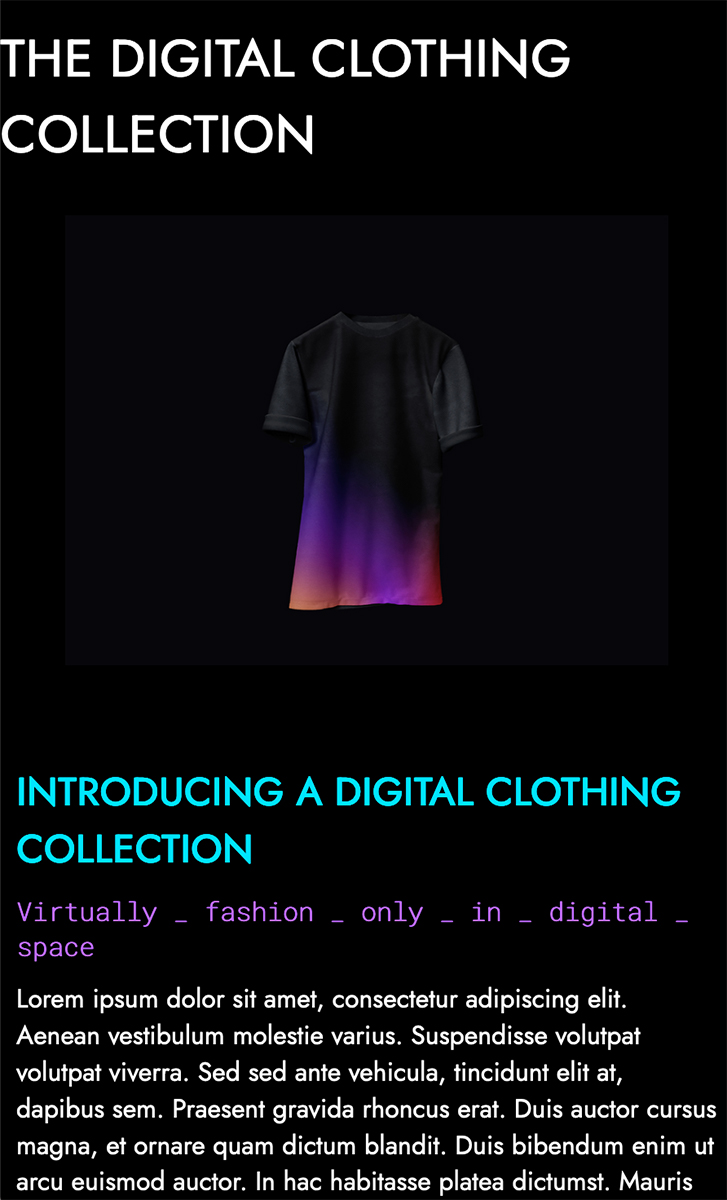 THE DIGITAL CLOTHING
COLLECTION
INTRODUCING A DIGITAL CLOTHING
COLLECTION
Virtually _ fashion _ only _ in _ digital _
space
Lorem ipsum dolor sit amet, consectetur adipiscing elit.
Aenean vestibulum molestie varius. Suspendisse volutpat
volutpat viverra. Sed sed ante vehicula, tincidunt elit at,
dapibus sem. Praesent gravida rhoncus erat. Duis auctor cursus
magna, et ornare quam dictum blandit. Duis bibendum enim ut
arcu euismod auctor. In hac habitasse platea dictumst. Mauris